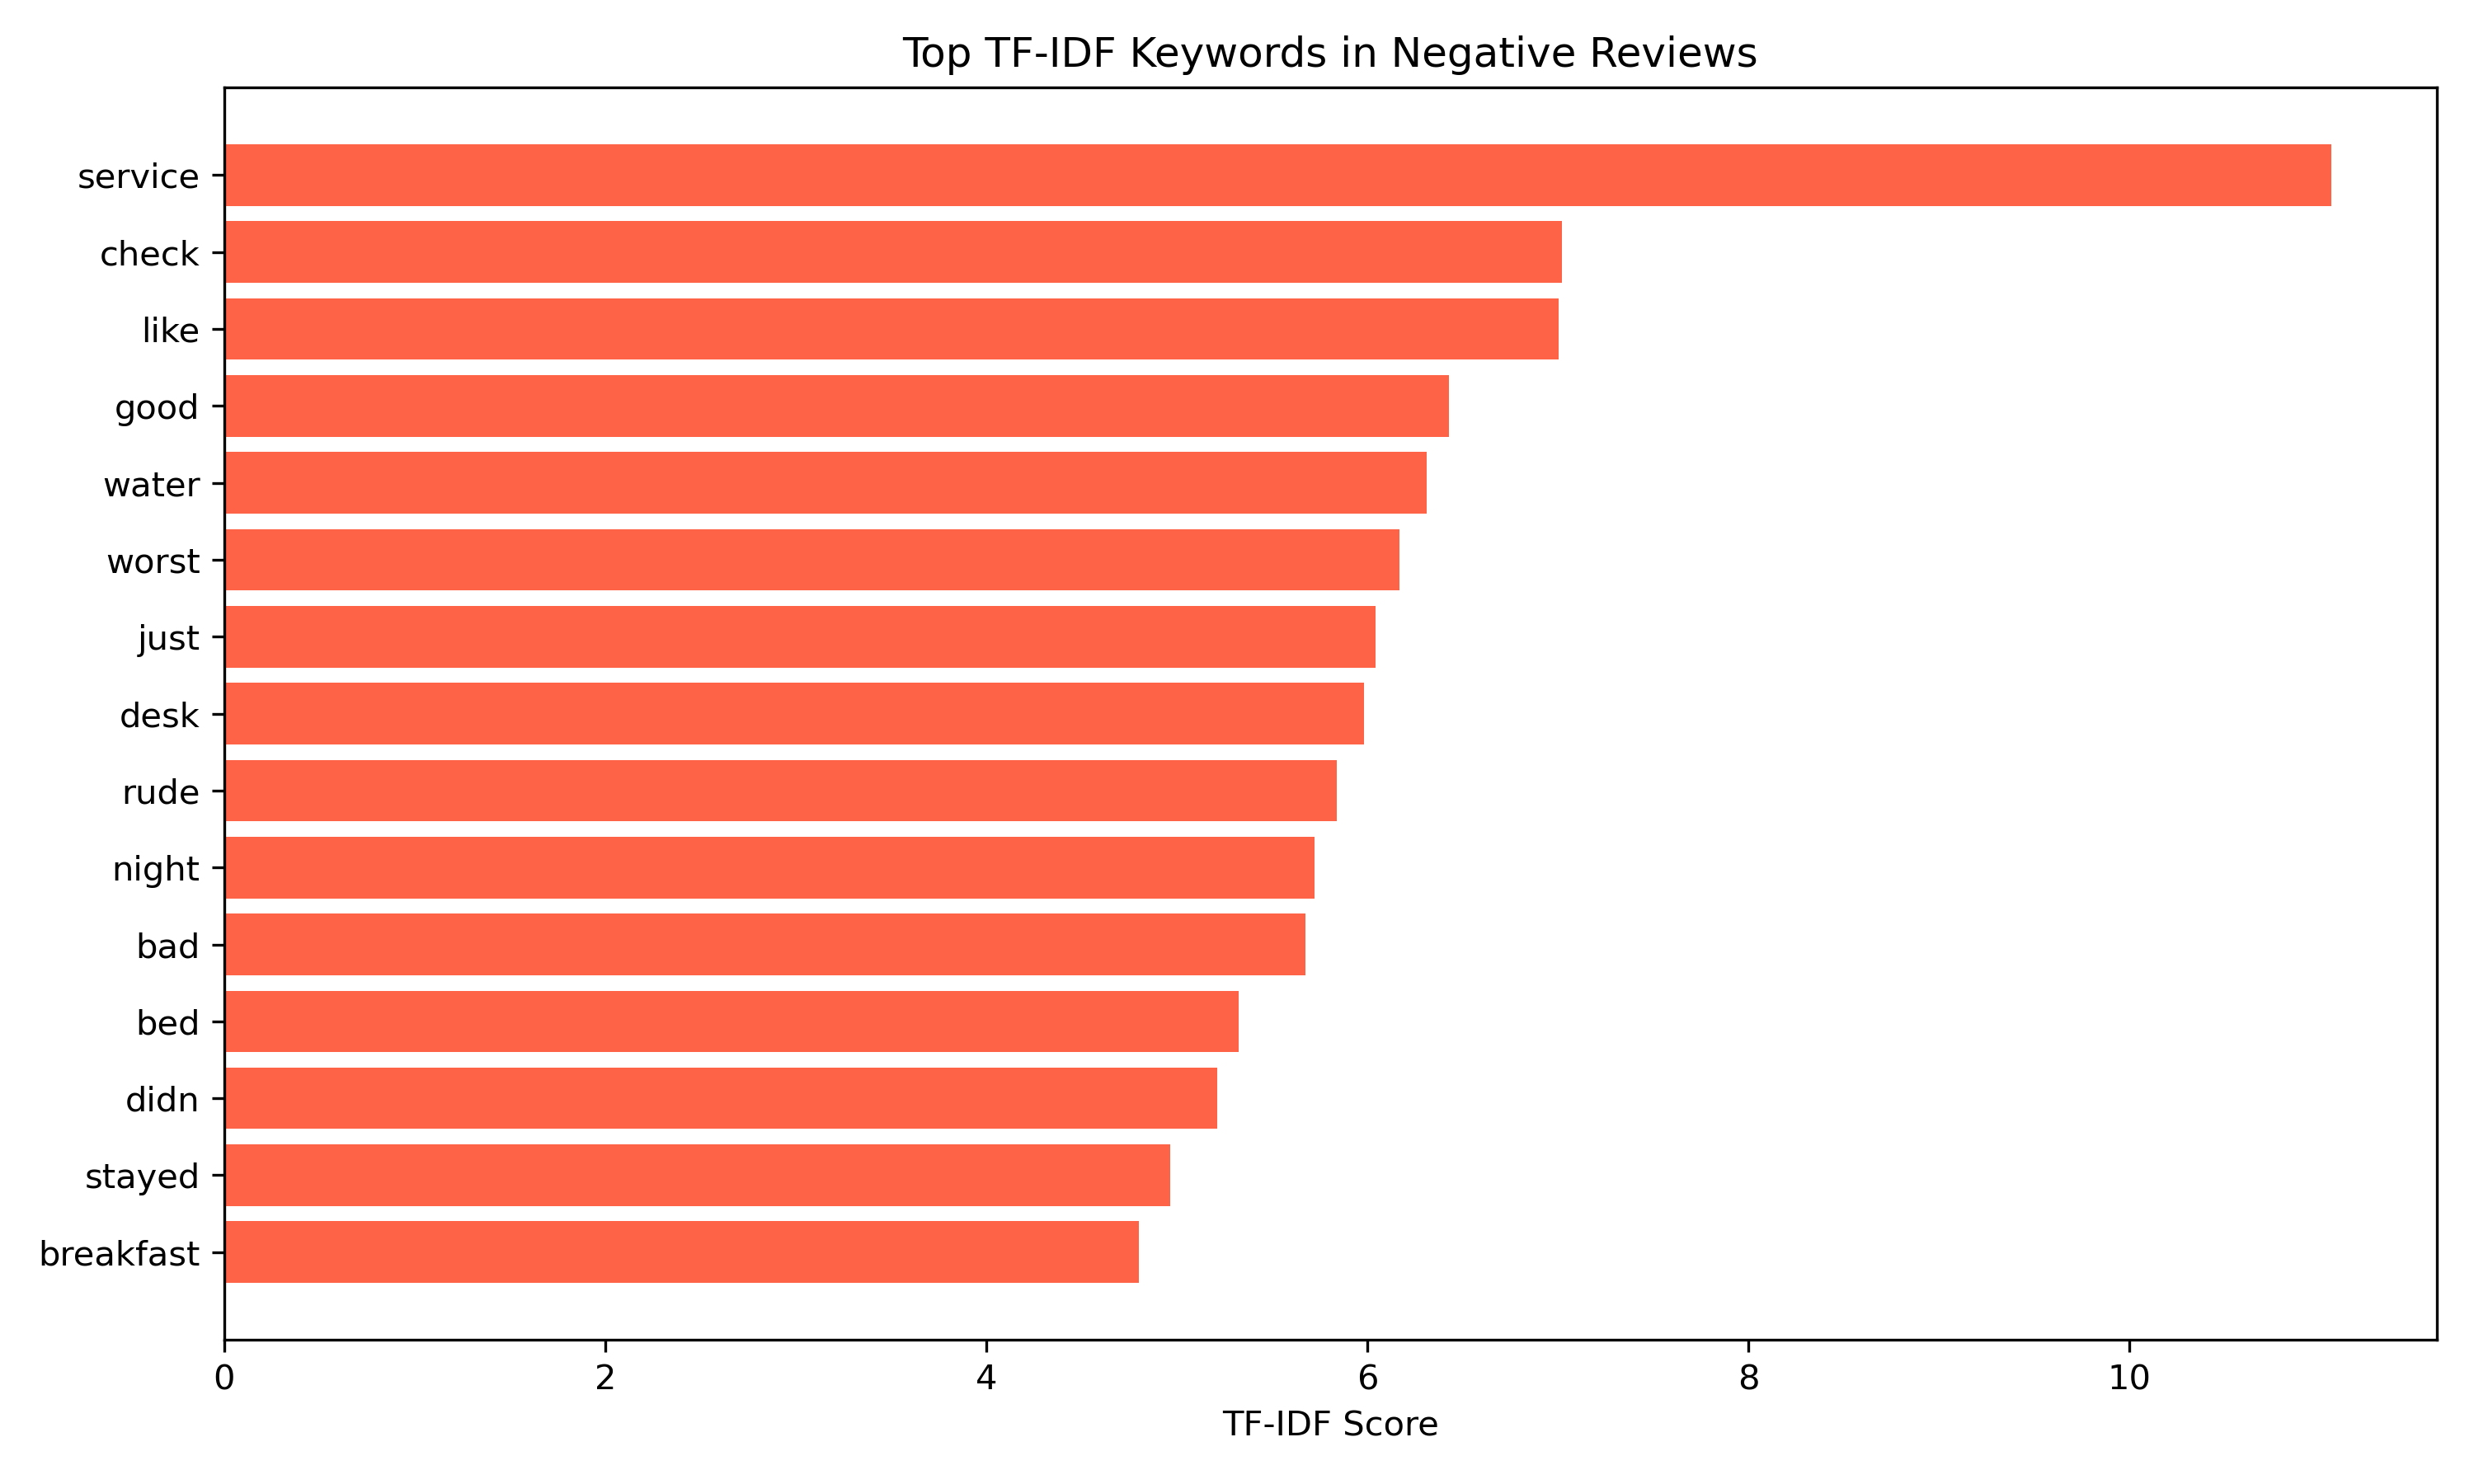 Top TF-IDF Keywords in Negative Reviews
service
check
like
good
water
worst
just
desk
rude
night
bad
bed
didn
stayed
breakfast
0 2 4 6 8 10
TF-IDF Score